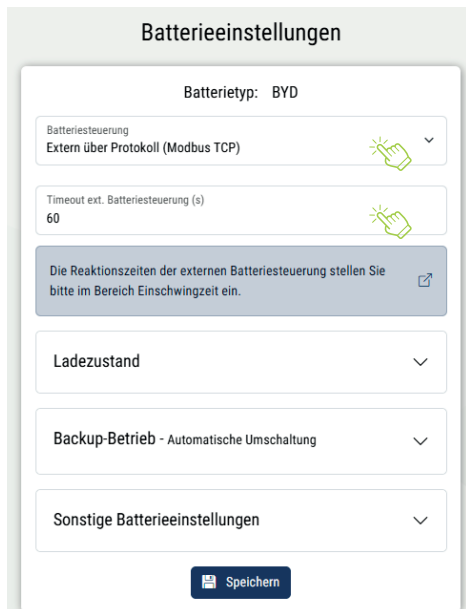 Batterieeinstellungen
Batterietyp: BYD
Batteriesteuerung
Extern über Protokoll (Modbus TCP)
Timeout ext. Batteriesteuerung (s)
60
Die Reaktionszeiten der externen Batteriesteuerung stellen Sie
bitte im Bereich Einschwingzeit ein.
Ladezustand
Backup-Betrieb - Automatische Umschaltung
Sonstige Batterieeinstellungen
Speichern